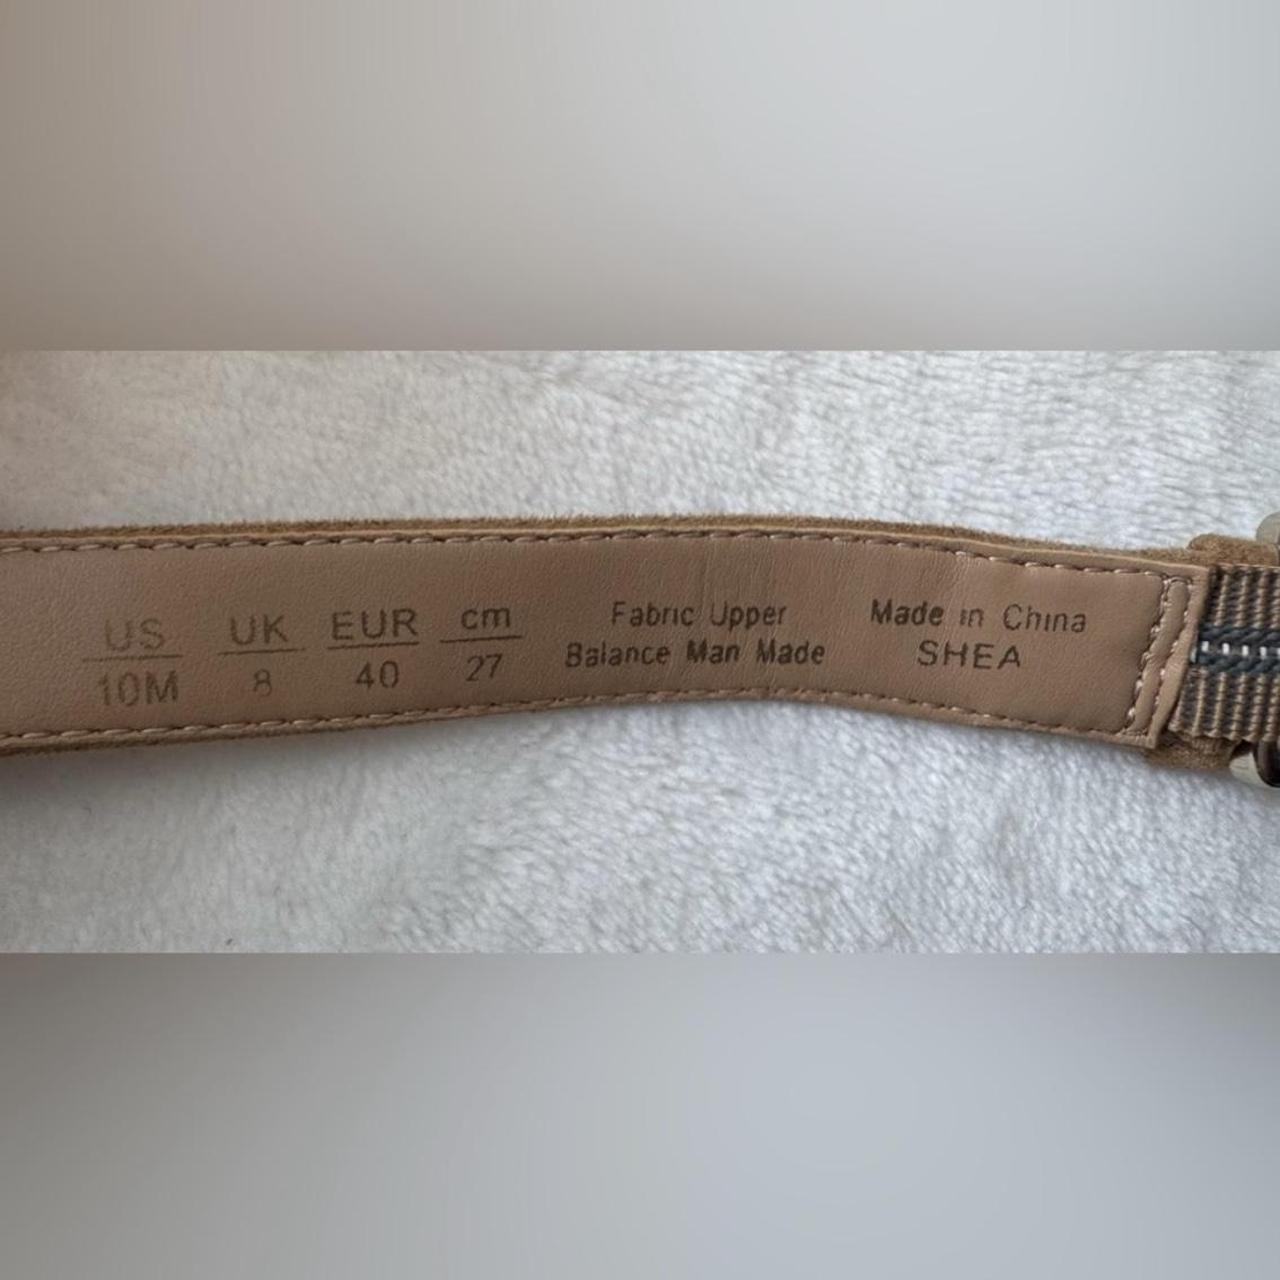 US UK EUR cm
10M 8 40 27
Fabric Upper
Balance Man Made
Made in China
SHEA